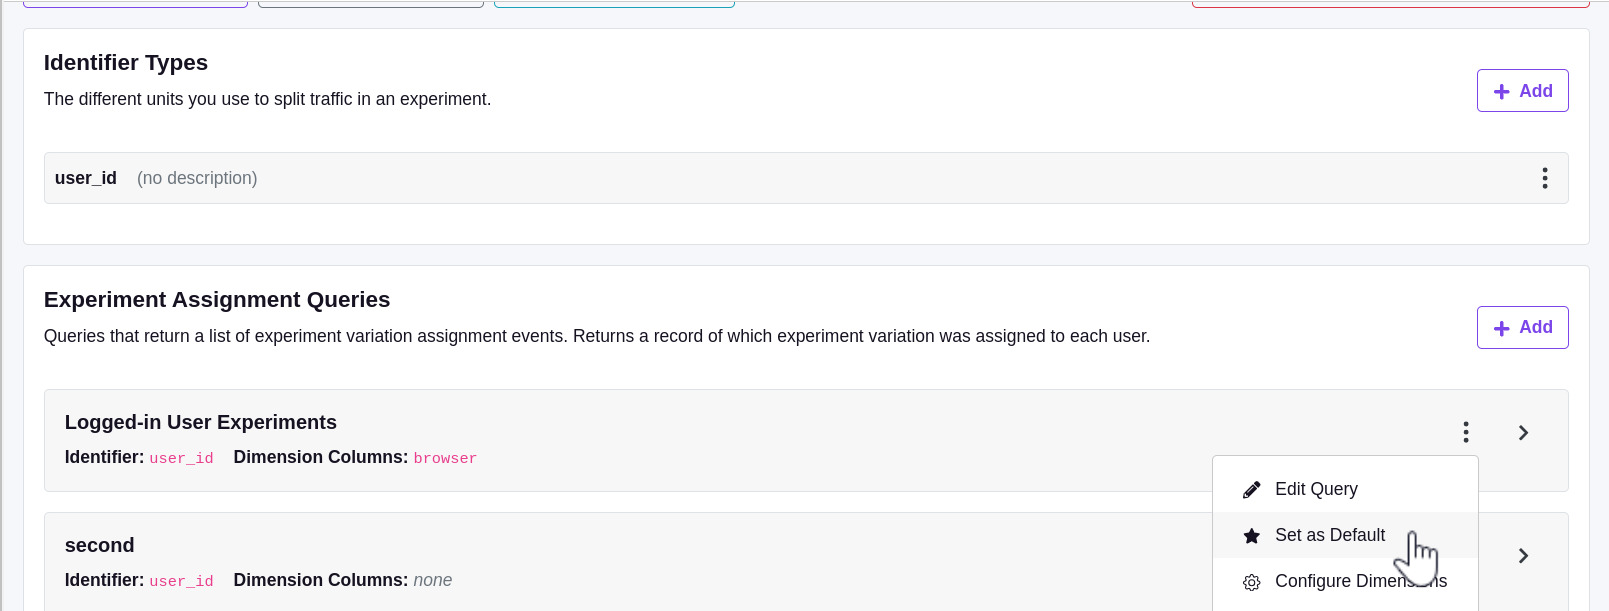 Identifier Types
The different units you use to split traffic in an experiment.
+ Add
user_id (no description)
Experiment Assignment Queries
Queries that return a list of experiment variation assignment events. Returns a record of which experiment variation was assigned to each user.
+ Add
Logged-in User Experiments
Identifier: user_id Dimension Columns: browser
Edit Query
Set as Default
Configure Dimensions
second
Identifier: user_id Dimension Columns: none